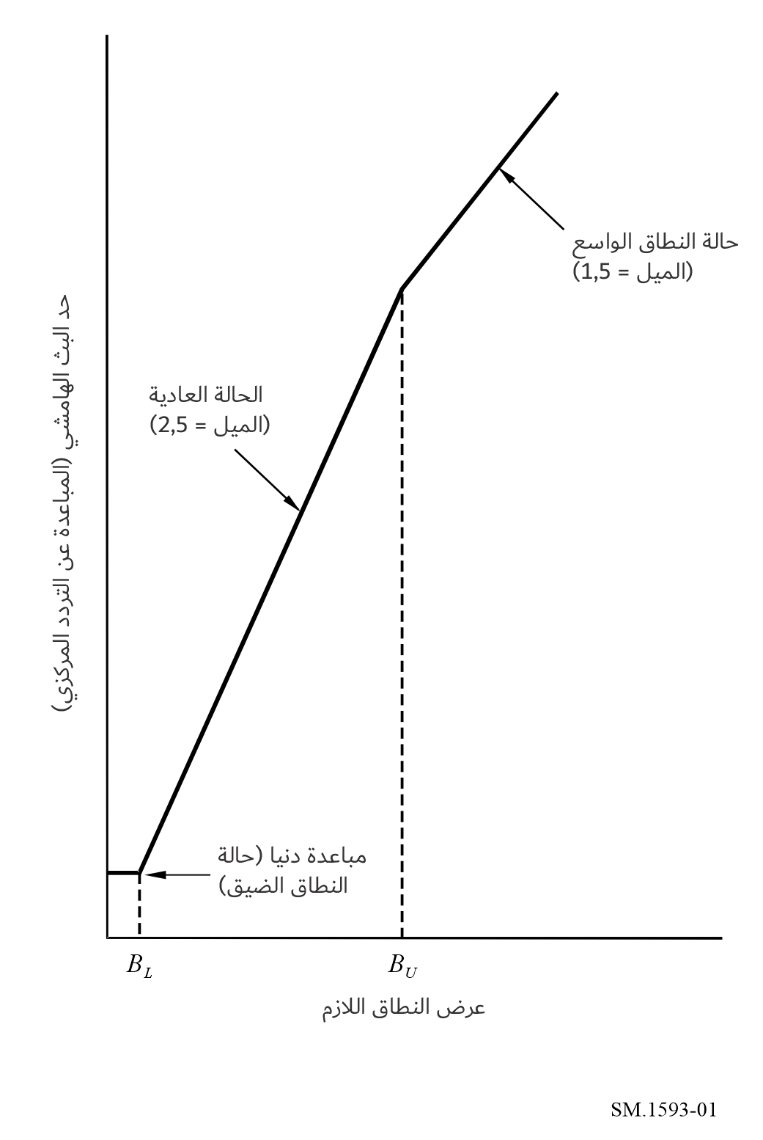 حالة النطاق الواسع
(الميل = 1,5)
حد البث الهامشي (المباعدة عن التردد المركزي)
الحالة العادية
(الميل = 2,5)
مباعدة دنيا (حالة
النطاق الضيق)
B_L
B_U
عرض النطاق اللازم
SM.1593-01